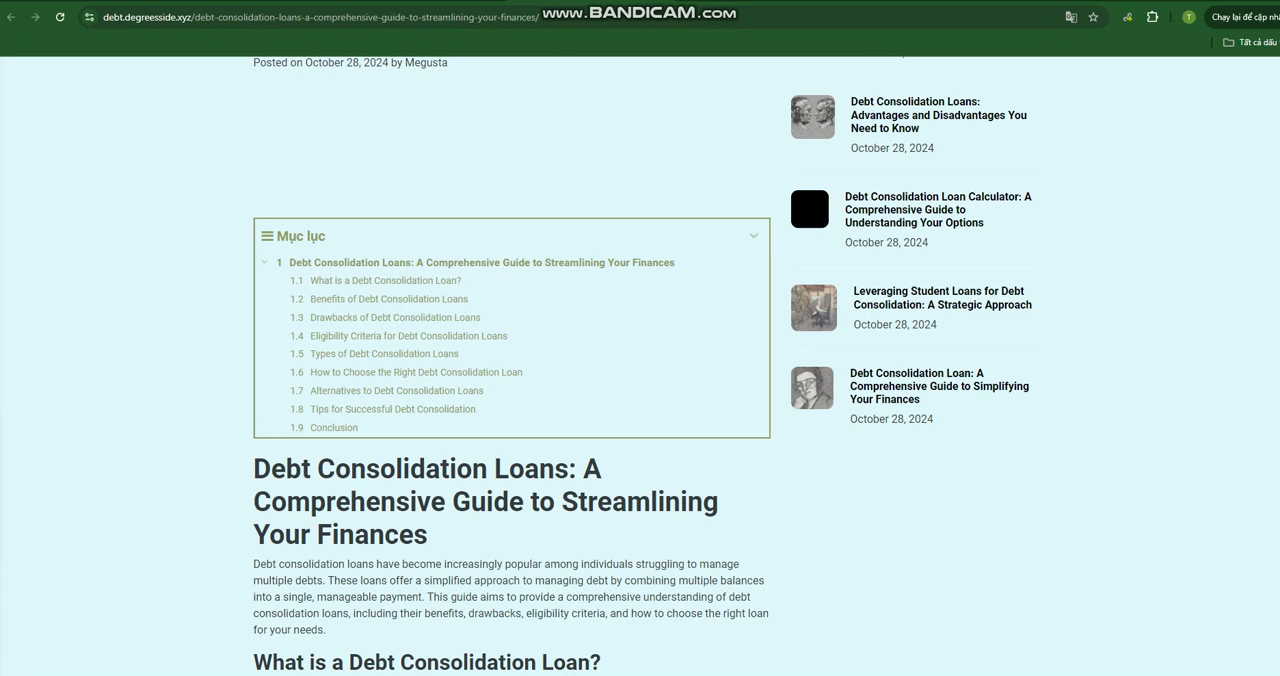 debt.degreesside.xyz/debt-consolidation-loans-a-comprehensive-guide-to-streamlining-your-finances/
www.BANDICAM.com
T
Chạy lại để cập nhậ
Tất cả dấu
Posted on October 28, 2024 by Megusta
Mục lục
1 Debt Consolidation Loans: A Comprehensive Guide to Streamlining Your Finances
1.1 What is a Debt Consolidation Loan?
1.2 Benefits of Debt Consolidation Loans
1.3 Drawbacks of Debt Consolidation Loans
1.4 Eligibility Criteria for Debt Consolidation Loans
1.5 Types of Debt Consolidation Loans
1.6 How to Choose the Right Debt Consolidation Loan
1.7 Alternatives to Debt Consolidation Loans
1.8 Tips for Successful Debt Consolidation
1.9 Conclusion
Debt Consolidation Loans: A
Comprehensive Guide to Streamlining
Your Finances
Debt consolidation loans have become increasingly popular among individuals struggling to manage
multiple debts. These loans offer a simplified approach to managing debt by combining multiple balances
into a single, manageable payment. This guide aims to provide a comprehensive understanding of debt
consolidation loans, including their benefits, drawbacks, eligibility criteria, and how to choose the right loan
for your needs.
What is a Debt Consolidation Loan?
Debt Consolidation Loans:
Advantages and Disadvantages You
Need to Know
October 28, 2024
Debt Consolidation Loan Calculator: A
Comprehensive Guide to
Understanding Your Options
October 28, 2024
Leveraging Student Loans for Debt
Consolidation: A Strategic Approach
October 28, 2024
Debt Consolidation Loan: A
Comprehensive Guide to Simplifying
Your Finances
October 28, 2024